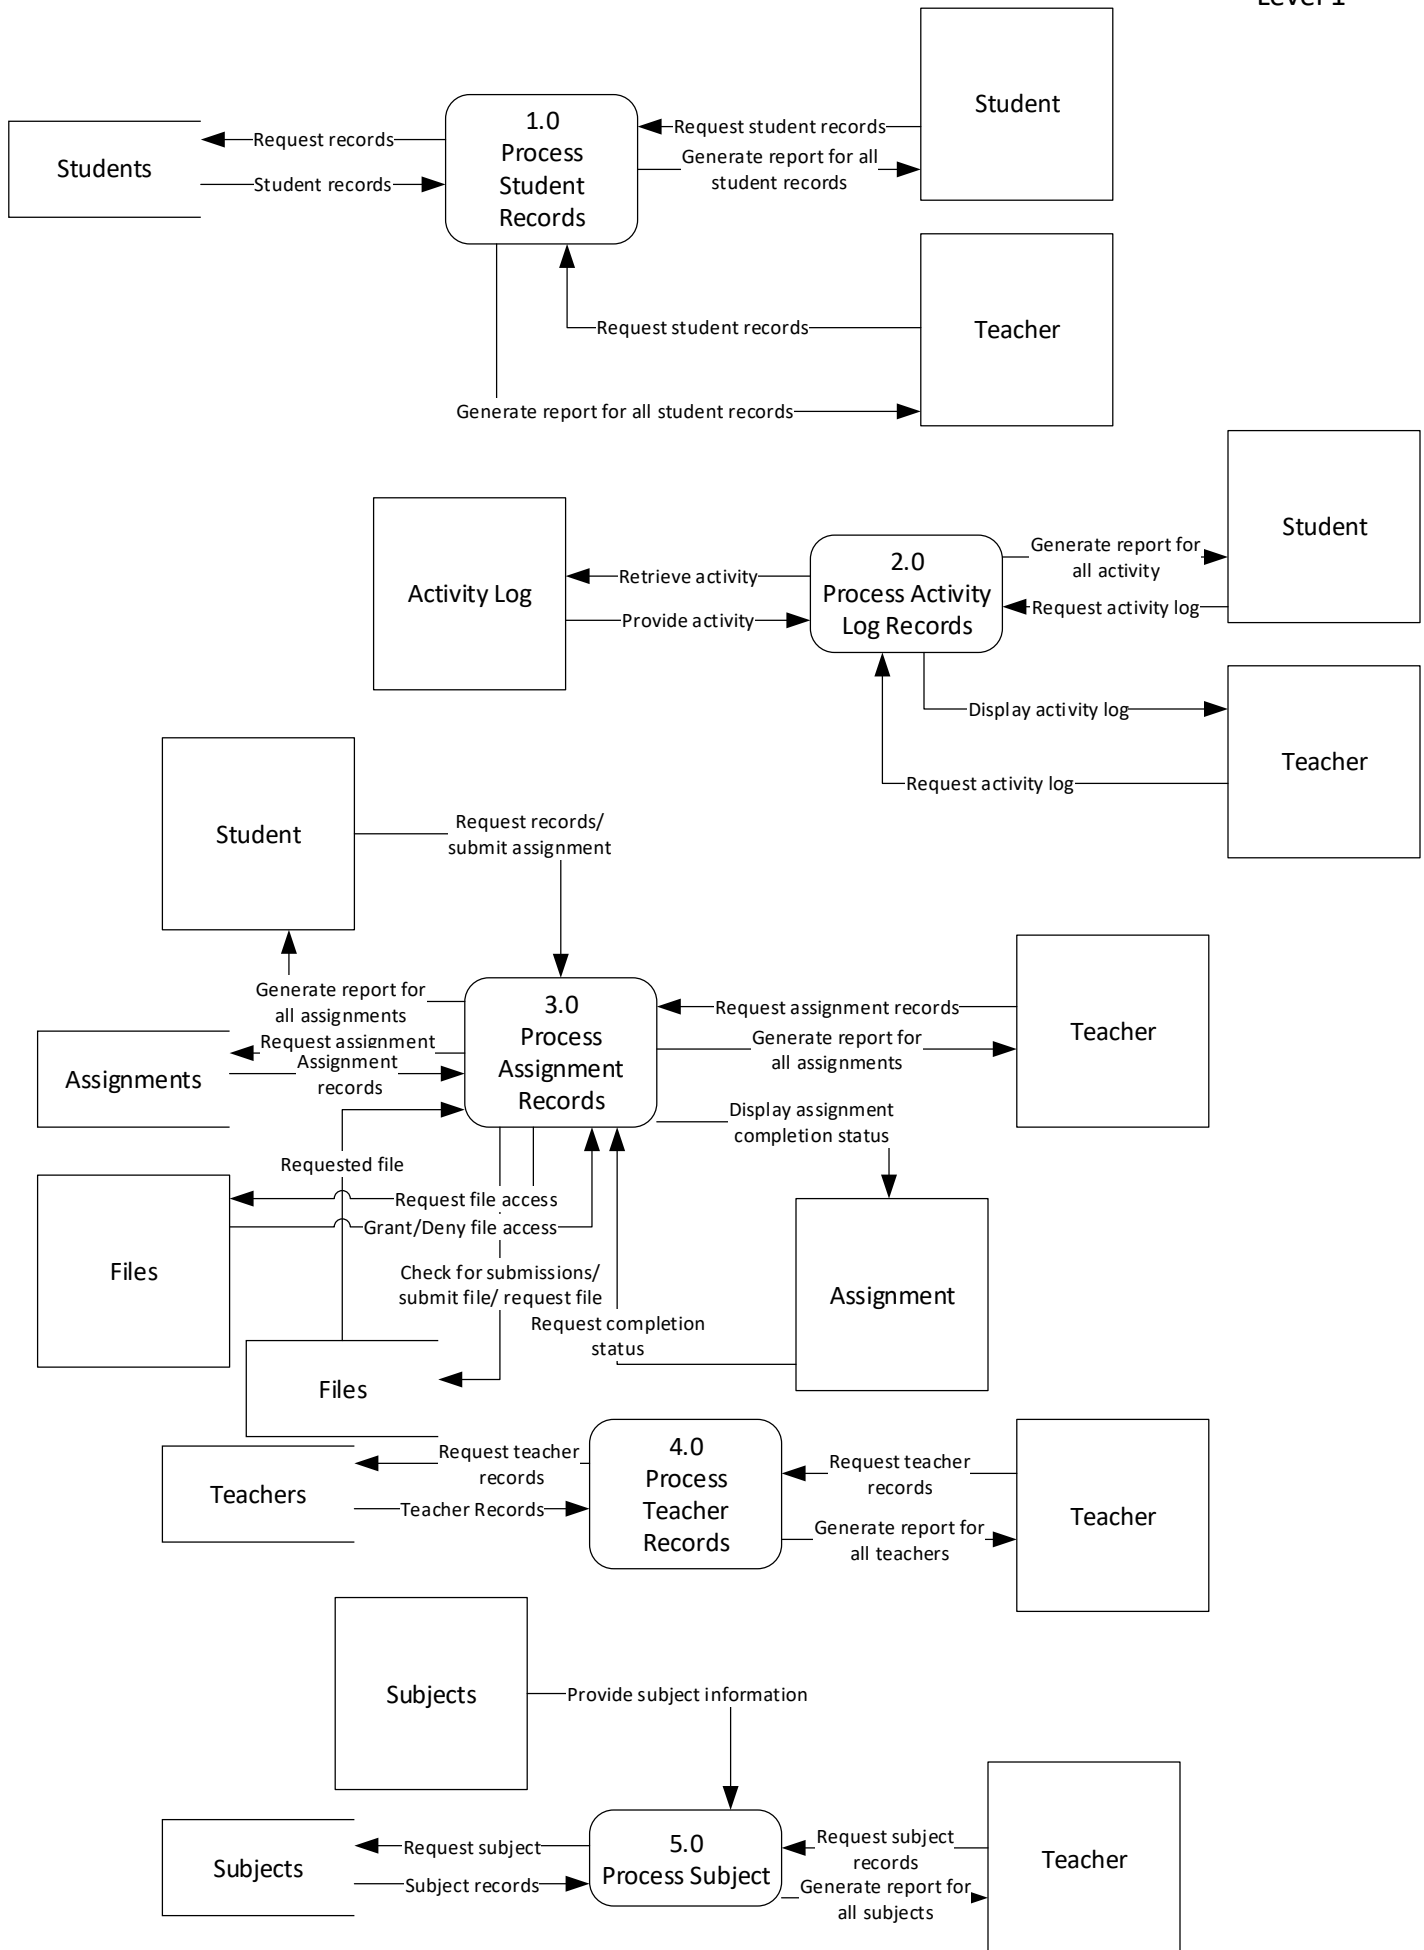 Level 1
Student
1.0
Process
Student
Records
Students
Request records
Student records
Request student records
Generate report for all
student records
Teacher
Request student records
Generate report for all student records
Student
Activity Log
2.0
Process Activity
Log Records
Retrieve activity
Provide activity
Generate report for
all activity
Request activity log
Display activity log
Request activity log
Teacher
Student
Request records/
submit assignment
Generate report for
all assignments
3.0
Process
Assignment
Records
Request assignment records
Generate report for
all assignments
Teacher
Assignments
Request assignment
Assignment
records
Display assignment
completion status
Requested file
Request file access
Grant/Deny file access
Files
Check for submissions/
submit file/ request file
Assignment
Request completion
status
Files
Teachers
Request teacher
records
Teacher Records
4.0
Process
Teacher
Records
Request teacher
records
Generate report for
all teachers
Teacher
Subjects
Provide subject information
Subjects
Request subject
Subject records
5.0
Process Subject
Request subject
records
Generate report for
all subjects
Teacher